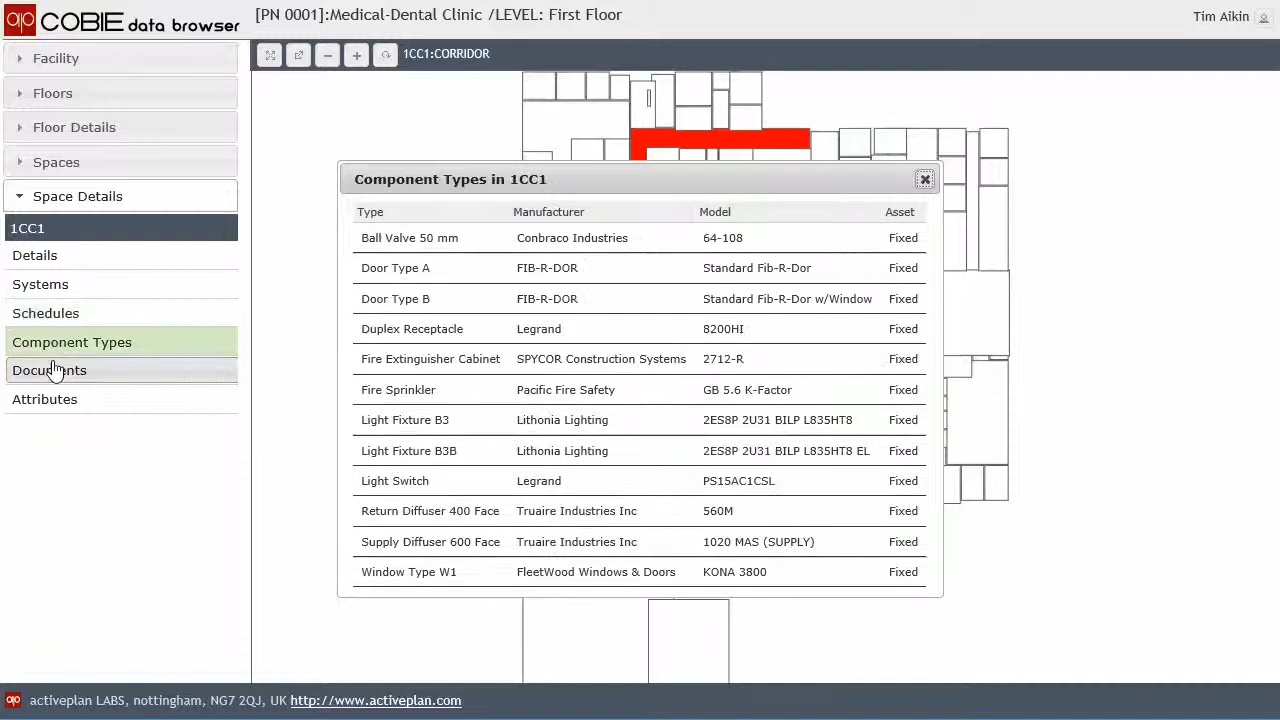 COBIE data browser
[PN 0001]:Medical-Dental Clinic /LEVEL: First Floor
Tim Aikin
Facility
Floors
Floor Details
Spaces
Space Details
1CC1
Details
Systems
Schedules
Component Types
Documents
Attributes
1CC1:CORRIDOR
Component Types in 1CC1
Type Manufacturer Model Asset
Ball Valve 50 mm Conbraco Industries 64-108 Fixed
Door Type A FIB-R-DOR Standard Fib-R-Dor Fixed
Door Type B FIB-R-DOR Standard Fib-R-Dor w/Window Fixed
Duplex Receptacle Legrand 8200HI Fixed
Fire Extinguisher Cabinet SPYCOR Construction Systems 2712-R Fixed
Fire Sprinkler Pacific Fire Safety GB 5.6 K-Factor Fixed
Light Fixture B3 Lithonia Lighting 2ES8P 2U31 BILP L835HT8 Fixed
Light Fixture B3B Lithonia Lighting 2ES8P 2U31 BILP L835HT8 EL Fixed
Light Switch Legrand PS15AC1CSL Fixed
Return Diffuser 400 Face Truaire Industries Inc 560M Fixed
Supply Diffuser 600 Face Truaire Industries Inc 1020 MAS (SUPPLY) Fixed
Window Type W1 FleetWood Windows & Doors KONA 3800 Fixed
activeplan LABS, nottingham, NG7 2QJ, UK http://www.activeplan.com